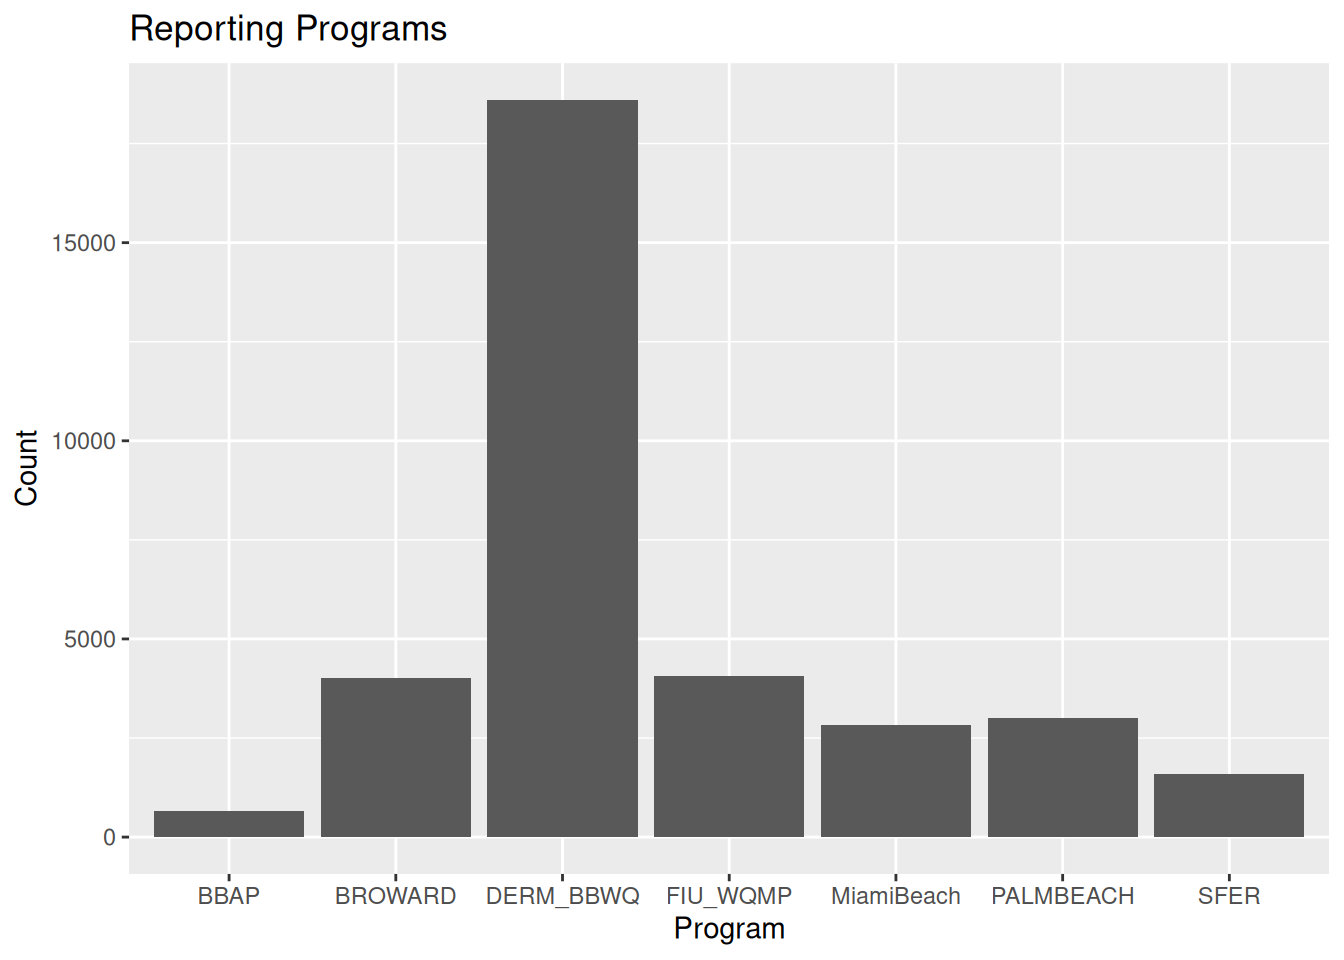 Reporting Programs
Count
15000
10000
5000
0
BBAP BROWARD DERM_BBWQ FIU_WQMP MiamiBeach PALMBEACH SFER
Program